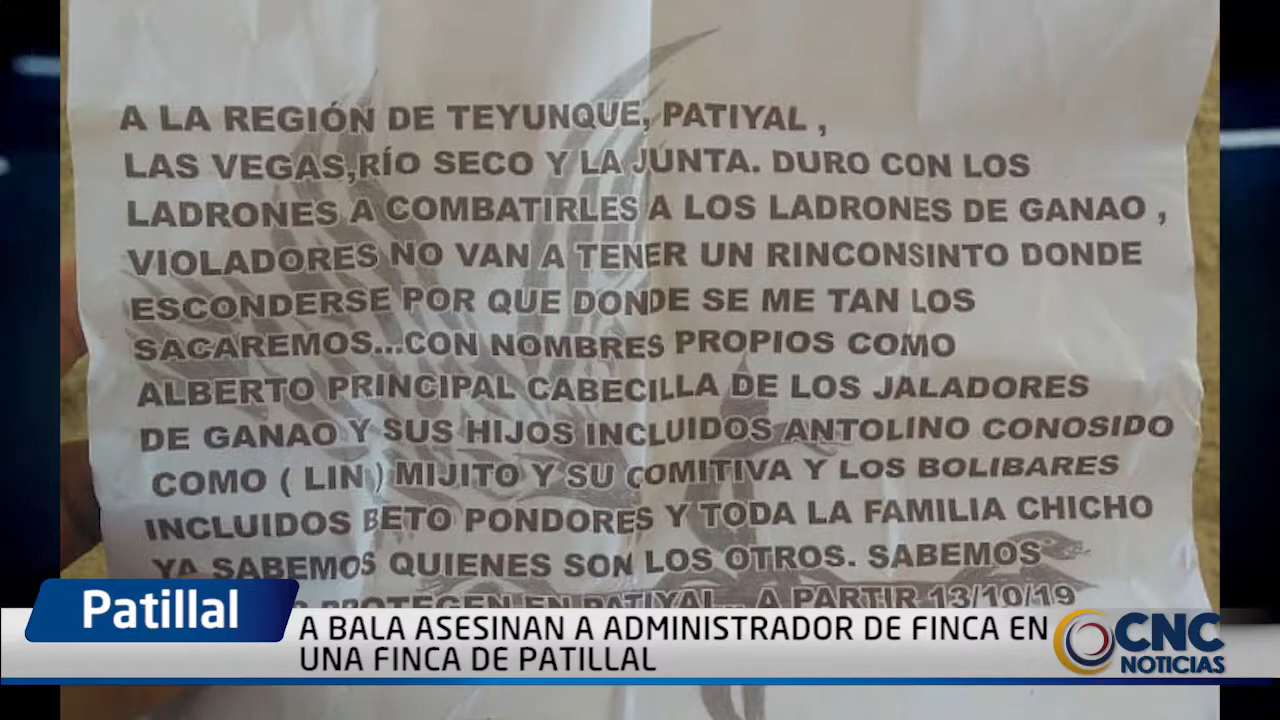 A LA REGIÓN DE TEYUNQUE, PATIYAL ,
LAS VEGAS,RÍO SECO Y LA JUNTA. DURO CON LOS
LADRONES A COMBATIRLES A LOS LADRONES DE GANAO ,
VIOLADORES NO VAN A TENER UN RINCONSINTO DONDE
ESCONDERSE POR QUE DONDE SE ME TAN LOS
SACAREMOS...CON NOMBRES PROPIOS COMO
ALBERTO PRINCIPAL CABECILLA DE LOS JALADORES
DE GANAO Y SUS HIJOS INCLUIDOS ANTOLINO CONOSIDO
COMO ( LIN ) MIJITO Y SU COMITIVA Y LOS BOLIBARES
INCLUIDOS BETO PONDORES Y TODA LA FAMILIA CHICHO
YA SABEMOS QUIENES SON LOS OTROS. SABEMOS
PROTEGEN EN PATIYAL... A PARTIR 13/10/19
Patillal
A BALA ASESINAN A ADMINISTRADOR DE FINCA EN
UNA FINCA DE PATILLAL
CNC
NOTICIAS